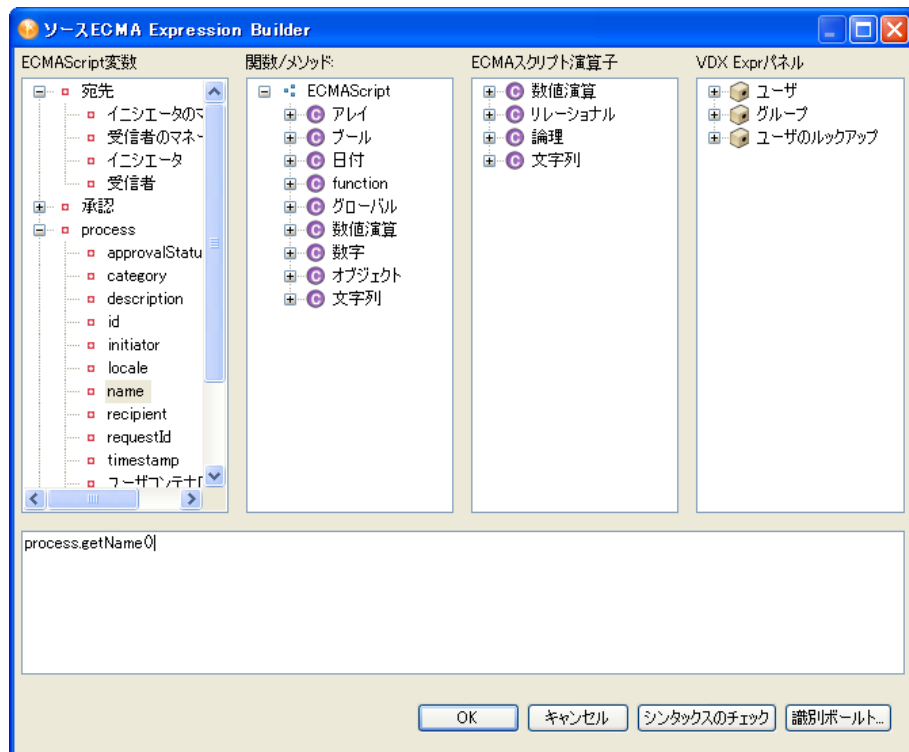 ソースECMA Expression Builder
ECMAScript変数
宛先
イニシエータのマ
受信者のマネー
イニシエータ
受信者
承認
process
approvalStatu
category
description
id
initiator
locale
name
recipient
requestId
timestamp
関数/メソッド:
ECMAScript
アレイ
ブール
日付
function
グローバル
数値演算
数字
オブジェクト
文字列
ECMAスクリプト演算子
数値演算
リレーショナル
論理
文字列
VDX Exprパネル
ユーザ
グループ
ユーザのルックアップ
process.getName()
OK
キャンセル
シンタックスのチェック
識別ボールト...